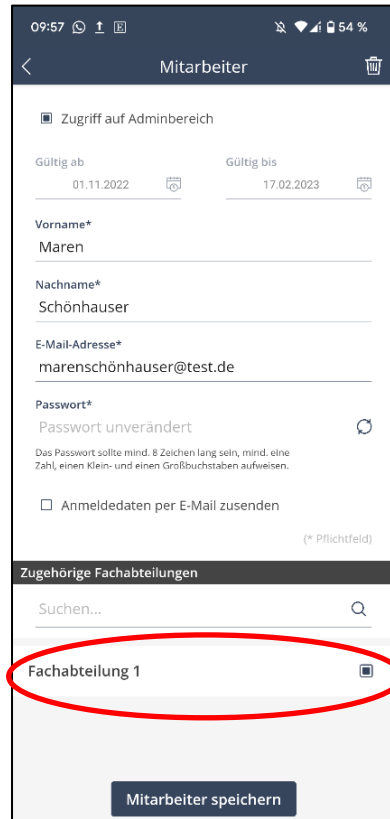 09:57 54 %
Mitarbeiter
Zugriff auf Adminbereich
Gültig ab Gültig bis
01.11.2022 17.02.2023
Vorname*
Maren
Nachname*
Schönhauser
E-Mail-Adresse*
marenschönhauser@test.de
Passwort*
Passwort unverändert
Das Passwort sollte mind. 8 Zeichen lang sein, mind. eine
Zahl, einen Klein- und einen Großbuchstaben aufweisen.
Anmeldedaten per E-Mail zusenden
(* Pflichtfeld)
Zugehörige Fachabteilungen
Suchen...
Fachabteilung 1
Mitarbeiter speichern